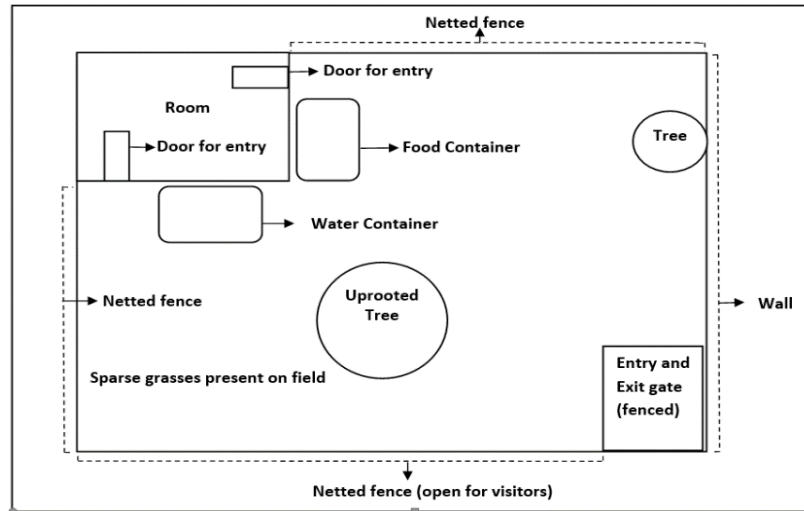 Netted fence
Door for entry
Room
Tree
Door for entry
Food Container
Water Container
Netted fence
Uprooted
Tree
Wall
Sparse grasses present on field
Entry and
Exit gate
(fenced)
Netted fence (open for visitors)